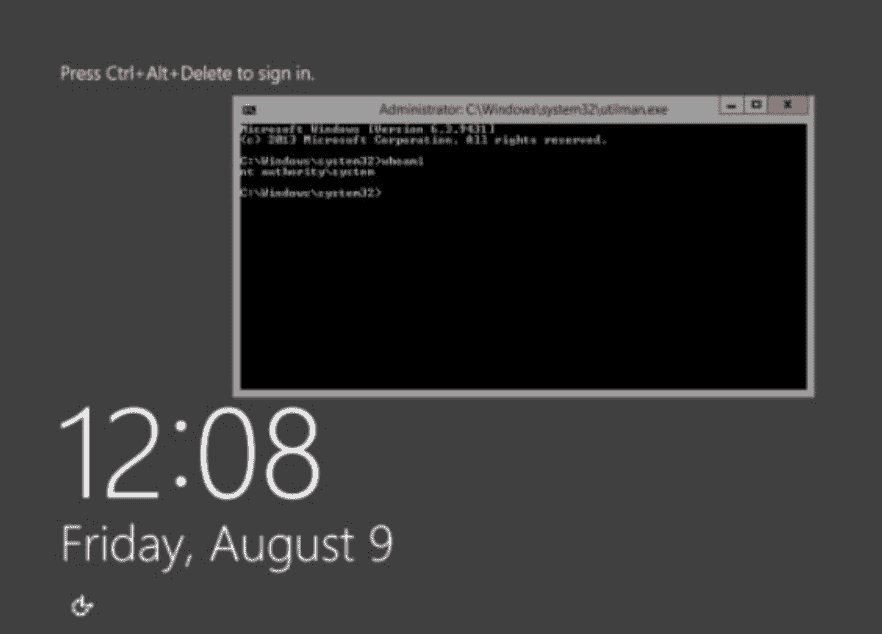 Press Ctrl+Alt+Delete to sign in.
Administrator: C:\Windows\system32\utilman.exe
Microsoft Windows [Version 6.3.9431]
(c) 2013 Microsoft Corporation. All rights reserved.
C:\Windows\system32>whoami
nt authority\system
C:\Windows\system32>
12:08
Friday, August 9